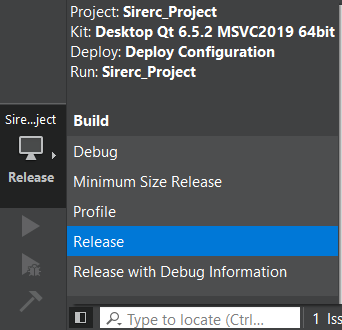 Project: Sirerc_Project
Kit: Desktop Qt 6.5.2 MSVC2019 64bit
Deploy: Deploy Configuration
Run: Sirerc_Project
Sire...ject
Release
Build
Debug
Minimum Size Release
Profile
Release
Release with Debug Information
Type to locate (Ctrl...
1 Iss